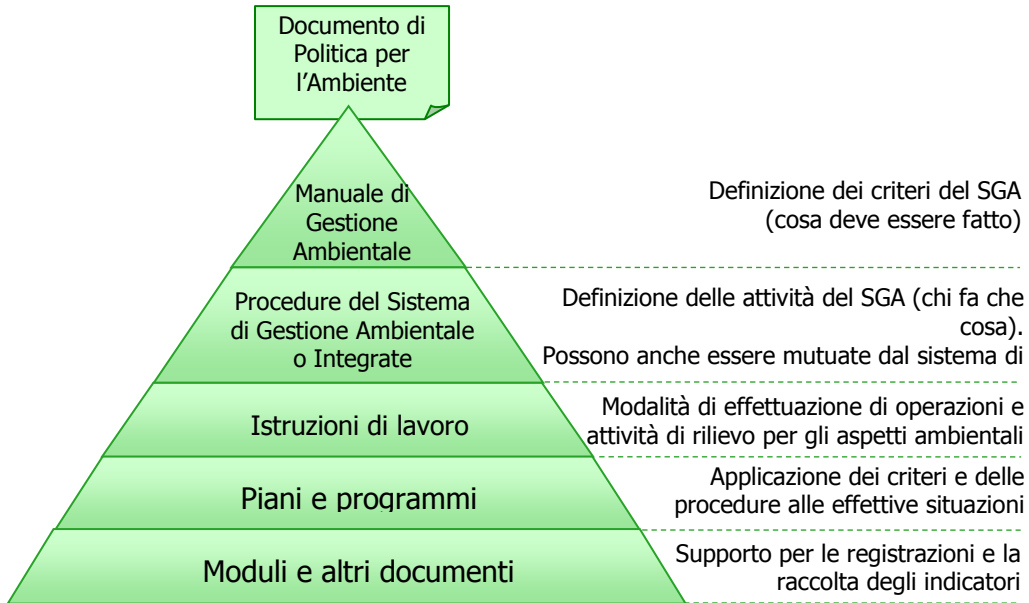 Documento di
Politica per
l'Ambiente
Manuale di
Gestione
Ambientale
Definizione dei criteri del SGA
(cosa deve essere fatto)
Procedure del Sistema
di Gestione Ambientale
o Integrate
Definizione delle attività del SGA (chi fa che
cosa).
Possono anche essere mutuate dal sistema di
Istruzioni di lavoro
Modalità di effettuazione di operazioni e
attività di rilievo per gli aspetti ambientali
Piani e programmi
Applicazione dei criteri e delle
procedure alle effettive situazioni
Moduli e altri documenti
Supporto per le registrazioni e la
raccolta degli indicatori